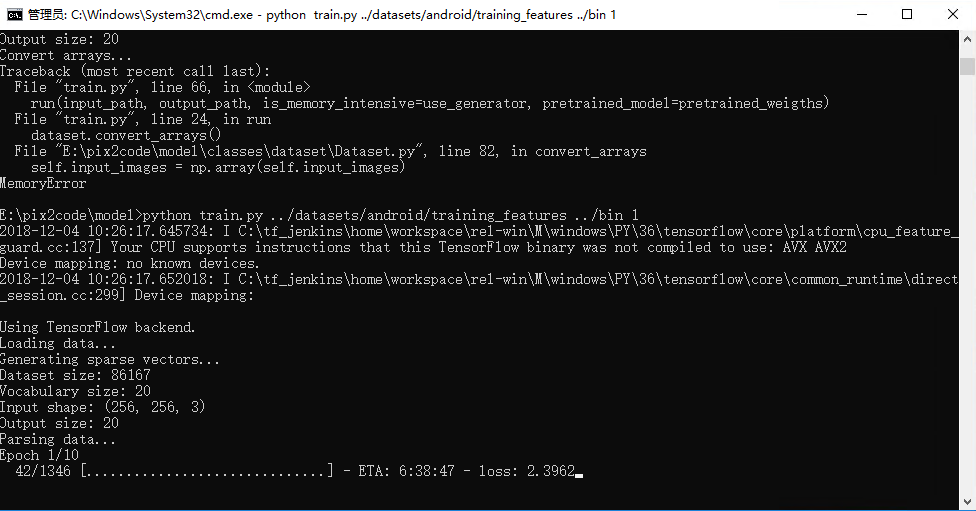 管理员: C:\Windows\System32\cmd.exe - python  train.py ../datasets/android/training_features ../bin 1
Output size: 20
Convert arrays...
Traceback (most recent call last):
  File "train.py", line 66, in <module>
    run(input_path, output_path, is_memory_intensive=use_generator, pretrained_model=pretrained_weigths)
  File "train.py", line 24, in run
    dataset.convert_arrays()
  File "E:\pix2code\model\classes\dataset\Dataset.py", line 82, in convert_arrays
    self.input_images = np.array(self.input_images)
MemoryError
E:\pix2code\model>python train.py ../datasets/android/training_features ../bin 1
2018-12-04 10:26:17.645734: I C:\tf_jenkins\home\workspace\rel-win\M\windows\PY\36\tensorflow\core\platform\cpu_feature_
guard.cc:137] Your CPU supports instructions that this TensorFlow binary was not compiled to use: AVX AVX2
Device mapping: no known devices.
2018-12-04 10:26:17.652018: I C:\tf_jenkins\home\workspace\rel-win\M\windows\PY\36\tensorflow\core\common_runtime\direct
_session.cc:299] Device mapping:
Using TensorFlow backend.
Loading data...
Generating sparse vectors...
Dataset size: 86167
Vocabulary size: 20
Input shape: (256, 256, 3)
Output size: 20
Parsing data...
Epoch 1/10
  42/1346 [..............................] - ETA: 6:38:47 - loss: 2.3962